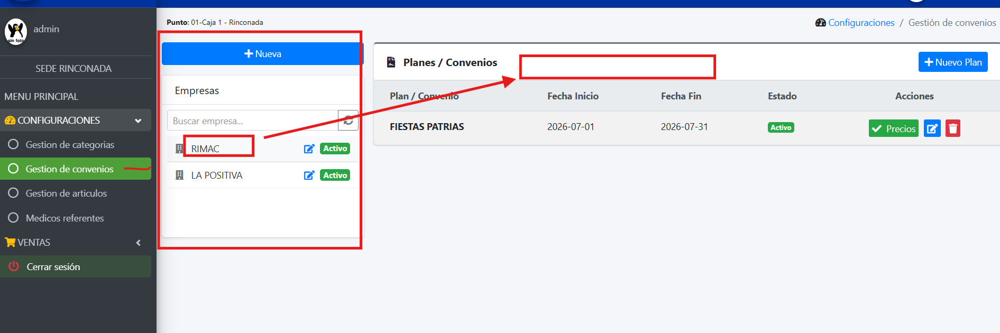 sin foto
admin
SEDE RINCONADA
MENU PRINCIPAL
CONFIGURACIONES
Gestion de categorias
Gestion de convenios
Gestion de articulos
Medicos referentes
VENTAS
Cerrar sesión
Punto: 01-Caja 1 - Rinconada
Configuraciones / Gestión de convenios
Nueva
Empresas
Buscar empresa...
RIMAC Activo
LA POSITIVA Activo
Planes / Convenios
Nuevo Plan
Plan / Convenio Fecha Inicio Fecha Fin Estado Acciones
FIESTAS PATRIAS 2026-07-01 2026-07-31 Activo Precios